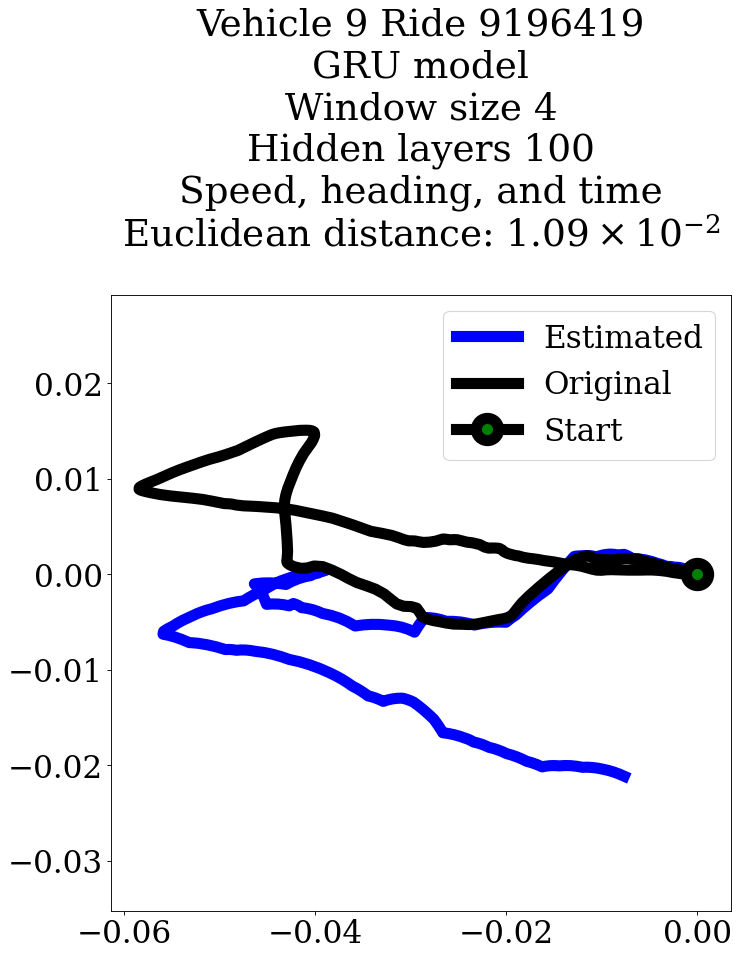 Vehicle 9 Ride 9196419
GRU model
Window size 4
Hidden layers 100
Speed, heading, and time
Euclidean distance: 1.09 × 10⁻²
Estimated
Original
Start
0.02
0.01
0.00
−0.01
−0.02
−0.03
−0.06 −0.04 −0.02 0.00